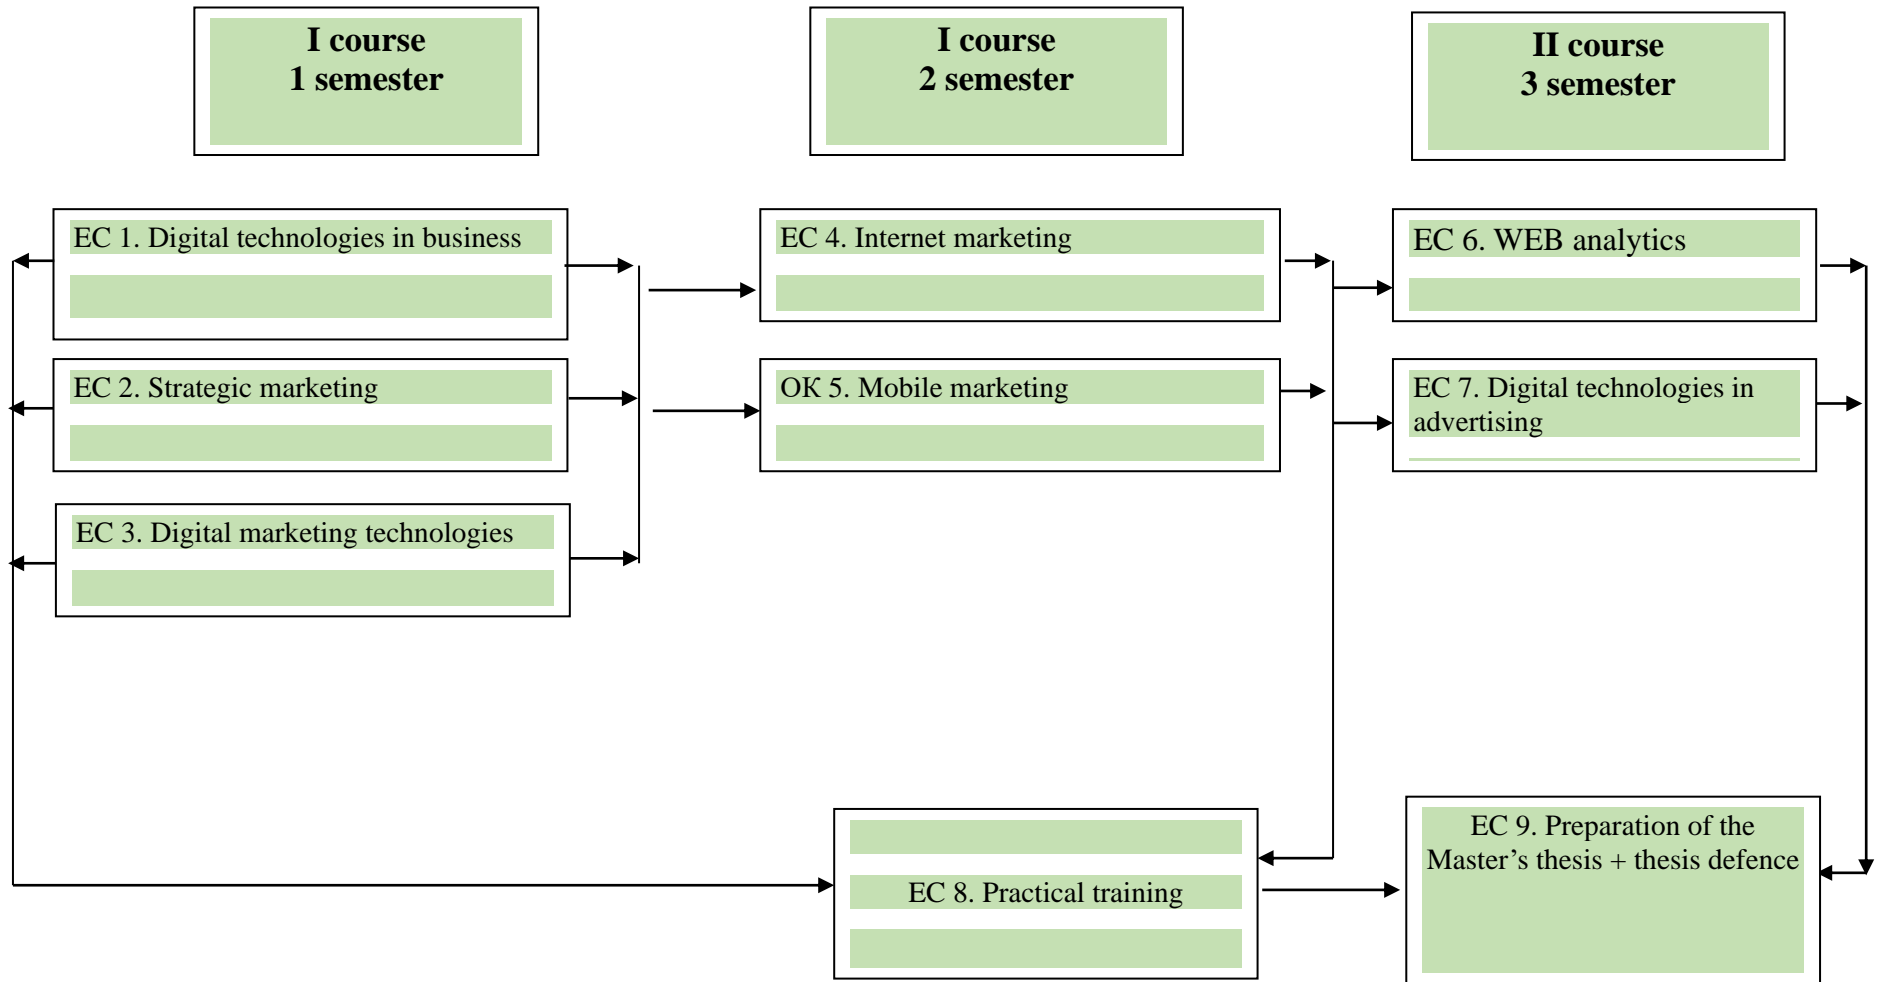 I course
1 semester
I course
2 semester
II course
3 semester
EC 1. Digital technologies in business
EC 4. Internet marketing
EC 6. WEB analytics
EC 2. Strategic marketing
ОК 5. Mobile marketing
EC 7. Digital technologies in
advertising
EC 3. Digital marketing technologies
EC 8. Practical training
EC 9. Preparation of the
Master’s thesis + thesis defence